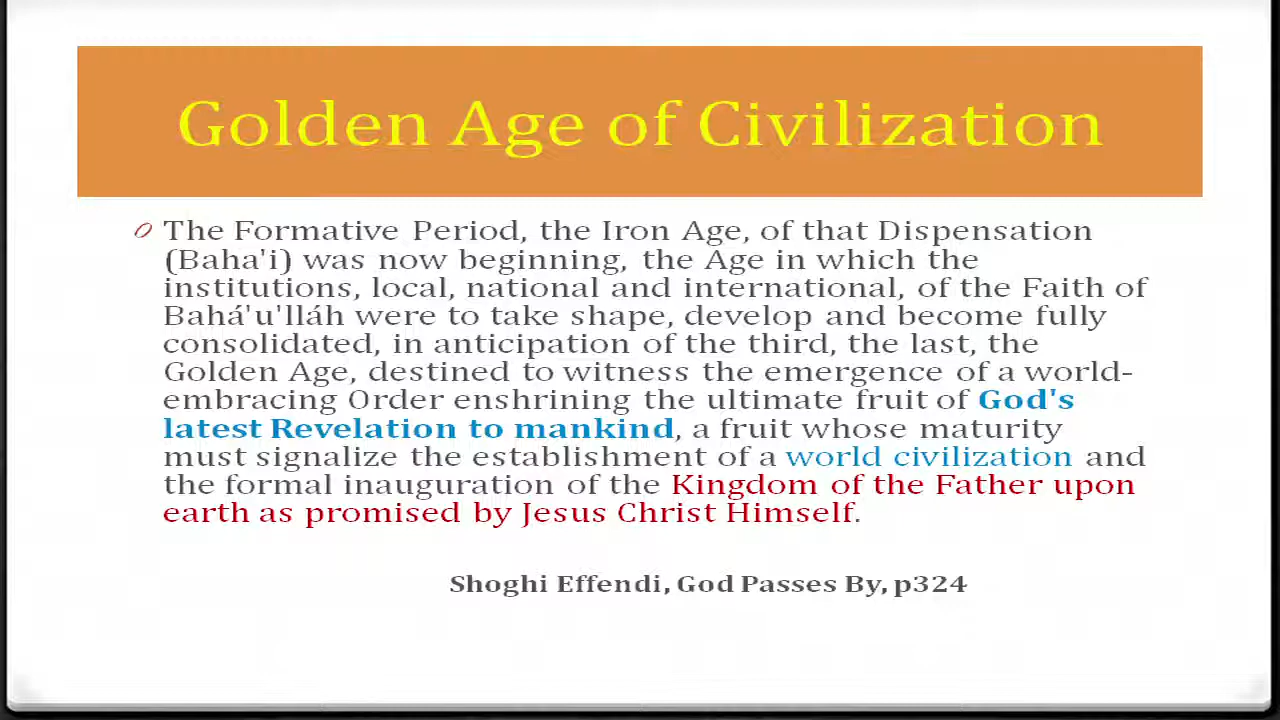 Golden Age of Civilization
The Formative Period, the Iron Age, of that Dispensation
(Baha'i) was now beginning, the Age in which the
institutions, local, national and international, of the Faith of
Bahá'u'lláh were to take shape, develop and become fully
consolidated, in anticipation of the third, the last, the
Golden Age, destined to witness the emergence of a world-
embracing Order enshrining the ultimate fruit of God's
latest Revelation to mankind, a fruit whose maturity
must signalize the establishment of a world civilization and
the formal inauguration of the Kingdom of the Father upon
earth as promised by Jesus Christ Himself.
Shoghi Effendi, God Passes By, p324